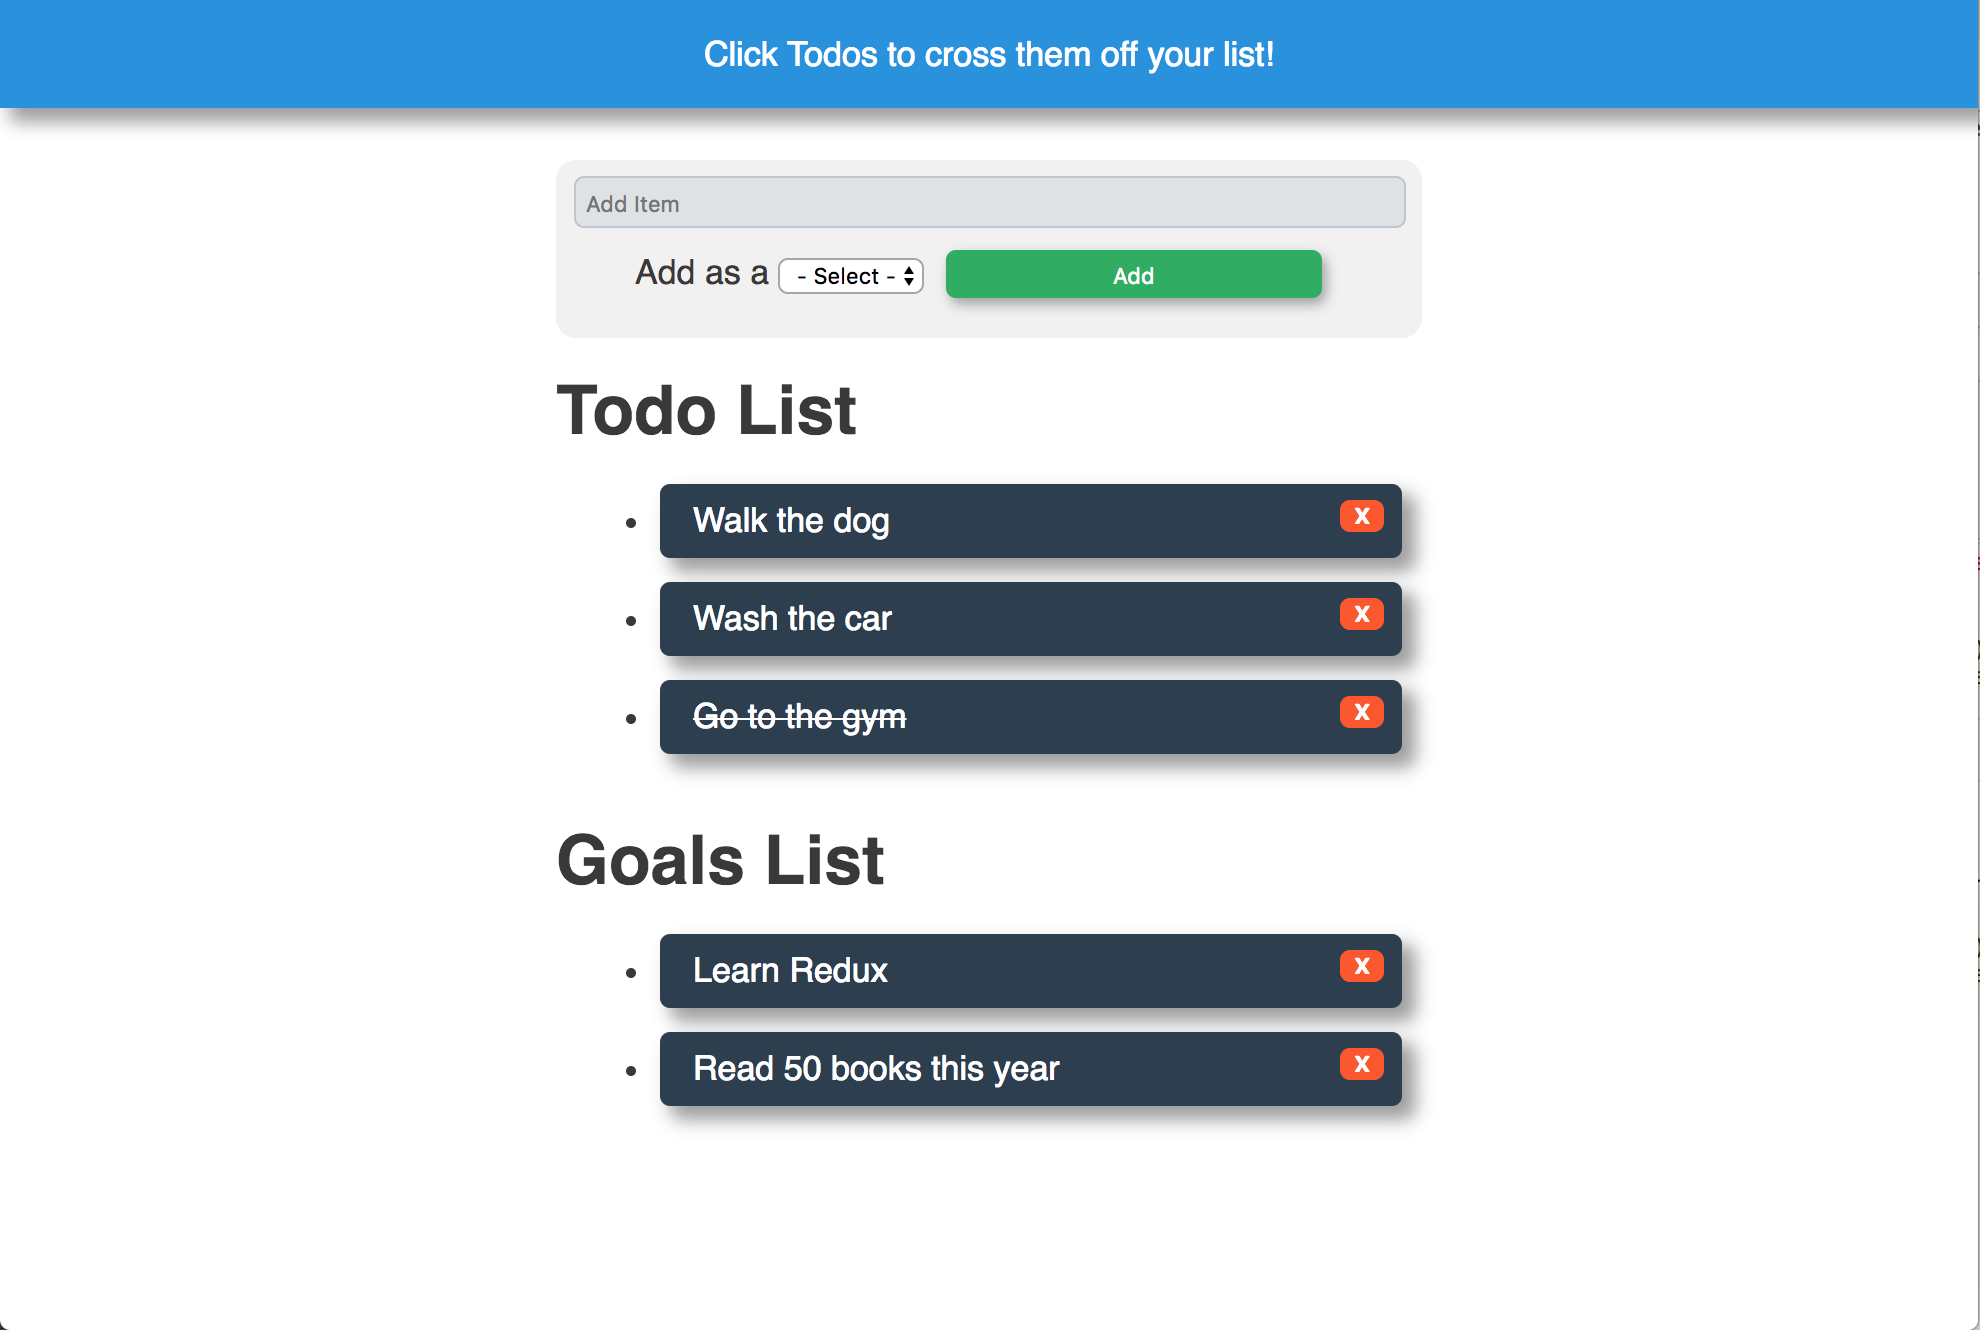 Click Todos to cross them off your list!
Add Item
Add as a - Select - Add
Todo List
Walk the dog X
Wash the car X
Go to the gym X
Goals List
Learn Redux X
Read 50 books this year X